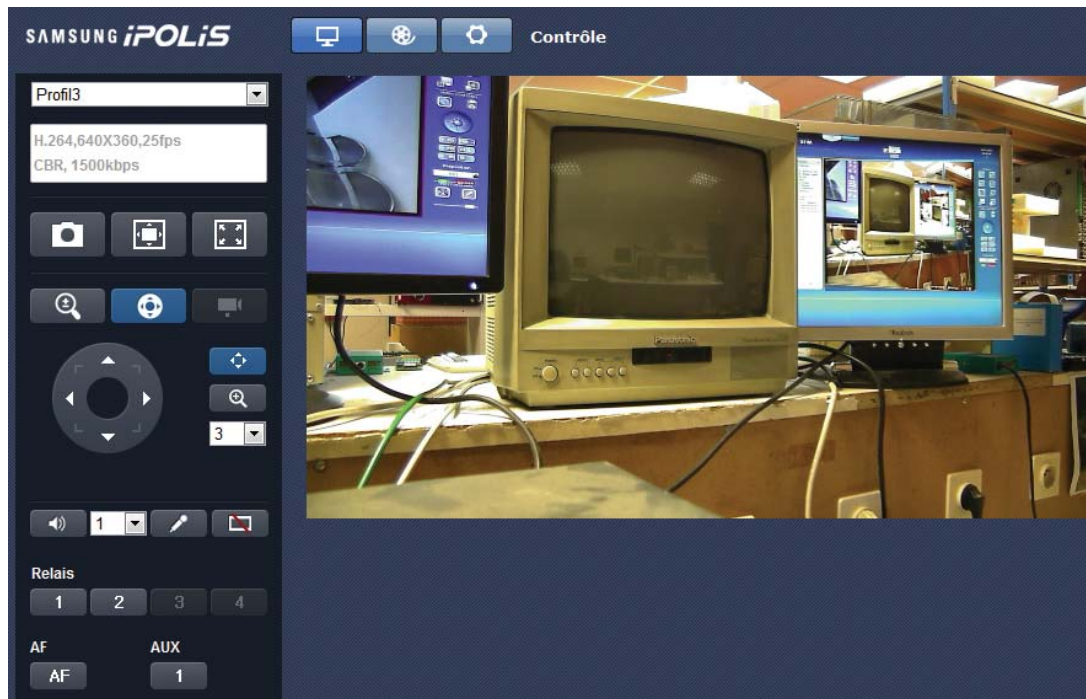 SAMSUNG iPOLiS
Contrôle
Profil3
H.264,640X360,25fps
CBR, 1500kbps
3
1
Relais
1 2 3 4
AF AUX
AF 1
Panasonic